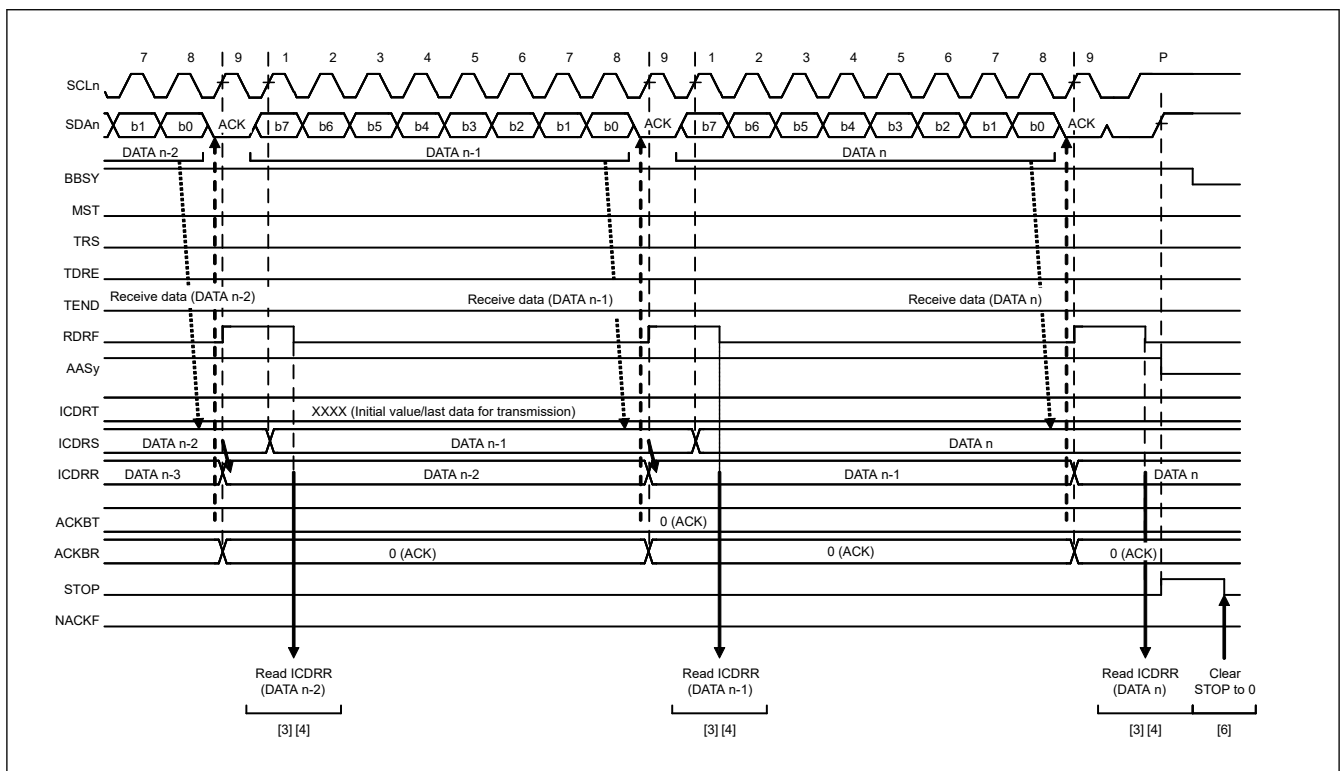 7 8 9 1 2 3 4 5 6 7 8 9 1 2 3 4 5 6 7 8 9 P
SCLn
SDAn b1 b0 ACK b7 b6 b5 b4 b3 b2 b1 b0 ACK b7 b6 b5 b4 b3 b2 b1 b0 ACK
DATA n-2 DATA n-1 DATA n
BBSY
MST
TRS
TDRE
TEND Receive data (DATA n-2) Receive data (DATA n-1) Receive data (DATA n)
RDRF
AASy
ICDRT XXXX (Initial value/last data for transmission)
ICDRS DATA n-2 DATA n-1 DATA n
ICDRR DATA n-3 DATA n-2 DATA n-1 DATA n
ACKBT 0 (ACK)
ACKBR 0 (ACK) 0 (ACK) 0 (ACK)
STOP
NACKF
Read ICDRR Read ICDRR Read ICDRR Clear
(DATA n-2) (DATA n-1) (DATA n) STOP to 0
[3] [4] [3] [4] [3] [4] [6]